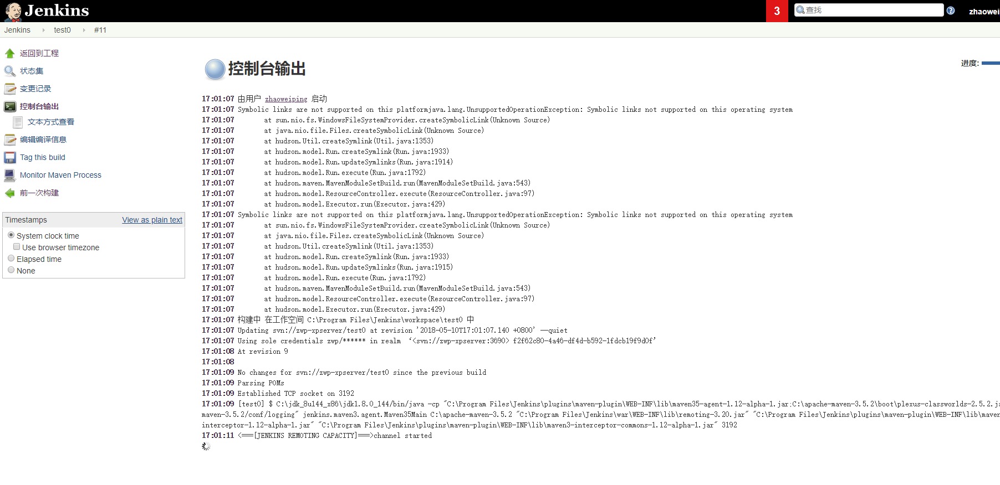 Jenkins
3
查找
zhaowei
Jenkins
test0
#11
返回到工程
状态集
变更记录
控制台输出
文本方式查看
编辑编译信息
Tag this build
Monitor Maven Process
前一次构建
Timestamps
View as plain text
System clock time
Use browser timezone
Elapsed time
None
控制台输出
进度:
17:01:07 由用户 zhaoweiping 启动
17:01:07 Symbolic links are not supported on this platformjava.lang.UnsupportedOperationException: Symbolic links not supported on this operating system
17:01:07 at sun.nio.fs.WindowsFileSystemProvider.createSymbolicLink(Unknown Source)
17:01:07 at java.nio.file.Files.createSymbolicLink(Unknown Source)
17:01:07 at hudson.Util.createSymlink(Util.java:1353)
17:01:07 at hudson.model.Run.createSymlink(Run.java:1933)
17:01:07 at hudson.model.Run.updateSymlinks(Run.java:1914)
17:01:07 at hudson.model.Run.execute(Run.java:1792)
17:01:07 at hudson.maven.MavenModuleSetBuild.run(MavenModuleSetBuild.java:543)
17:01:07 at hudson.model.ResourceController.execute(ResourceController.java:97)
17:01:07 at hudson.model.Executor.run(Executor.java:429)
17:01:07 Symbolic links are not supported on this platformjava.lang.UnsupportedOperationException: Symbolic links not supported on this operating system
17:01:07 at sun.nio.fs.WindowsFileSystemProvider.createSymbolicLink(Unknown Source)
17:01:07 at java.nio.file.Files.createSymbolicLink(Unknown Source)
17:01:07 at hudson.Util.createSymlink(Util.java:1353)
17:01:07 at hudson.model.Run.createSymlink(Run.java:1933)
17:01:07 at hudson.model.Run.updateSymlinks(Run.java:1915)
17:01:07 at hudson.model.Run.execute(Run.java:1792)
17:01:07 at hudson.maven.MavenModuleSetBuild.run(MavenModuleSetBuild.java:543)
17:01:07 at hudson.model.ResourceController.execute(ResourceController.java:97)
17:01:07 at hudson.model.Executor.run(Executor.java:429)
17:01:07 构建中 在工作空间 C:\Program Files\Jenkins\workspace\test0 中
17:01:07 Updating svn://zwp-xpserver/test0 at revision '2018-05-10T17:01:07.140 +0800' --quiet
17:01:07 Using sole credentials zwp/****** in realm ‘<svn://zwp-xpserver:3690> f2f62c80-4a46-df4d-b592-1fdcb19f9d0f’
17:01:08 At revision 9
17:01:08
17:01:09 No changes for svn://zwp-xpserver/test0 since the previous build
17:01:09 Parsing POMs
17:01:09 Established TCP socket on 3192
17:01:09 [test0] $ C:\jdk_8u144_x86\jdk1.8.0_144/bin/java -cp "C:\Program Files\Jenkins\plugins\maven-plugin\WEB-INF\lib\maven35-agent-1.12-alpha-1.jar;C:\apache-maven-3.5.2\boot\plexus-classworlds-2.5.2.ja
maven-3.5.2/conf/logging" jenkins.maven3.agent.Maven35Main C:\apache-maven-3.5.2 "C:\Program Files\Jenkins\war\WEB-INF\lib\remoting-3.20.jar" "C:\Program Files\Jenkins\plugins\maven-plugin\WEB-INF\lib\maven
interceptor-1.12-alpha-1.jar" "C:\Program Files\Jenkins\plugins\maven-plugin\WEB-INF\lib\maven3-interceptor-commons-1.12-alpha-1.jar" 3192
17:01:11 <===[JENKINS REMOTING CAPACITY]===>channel started